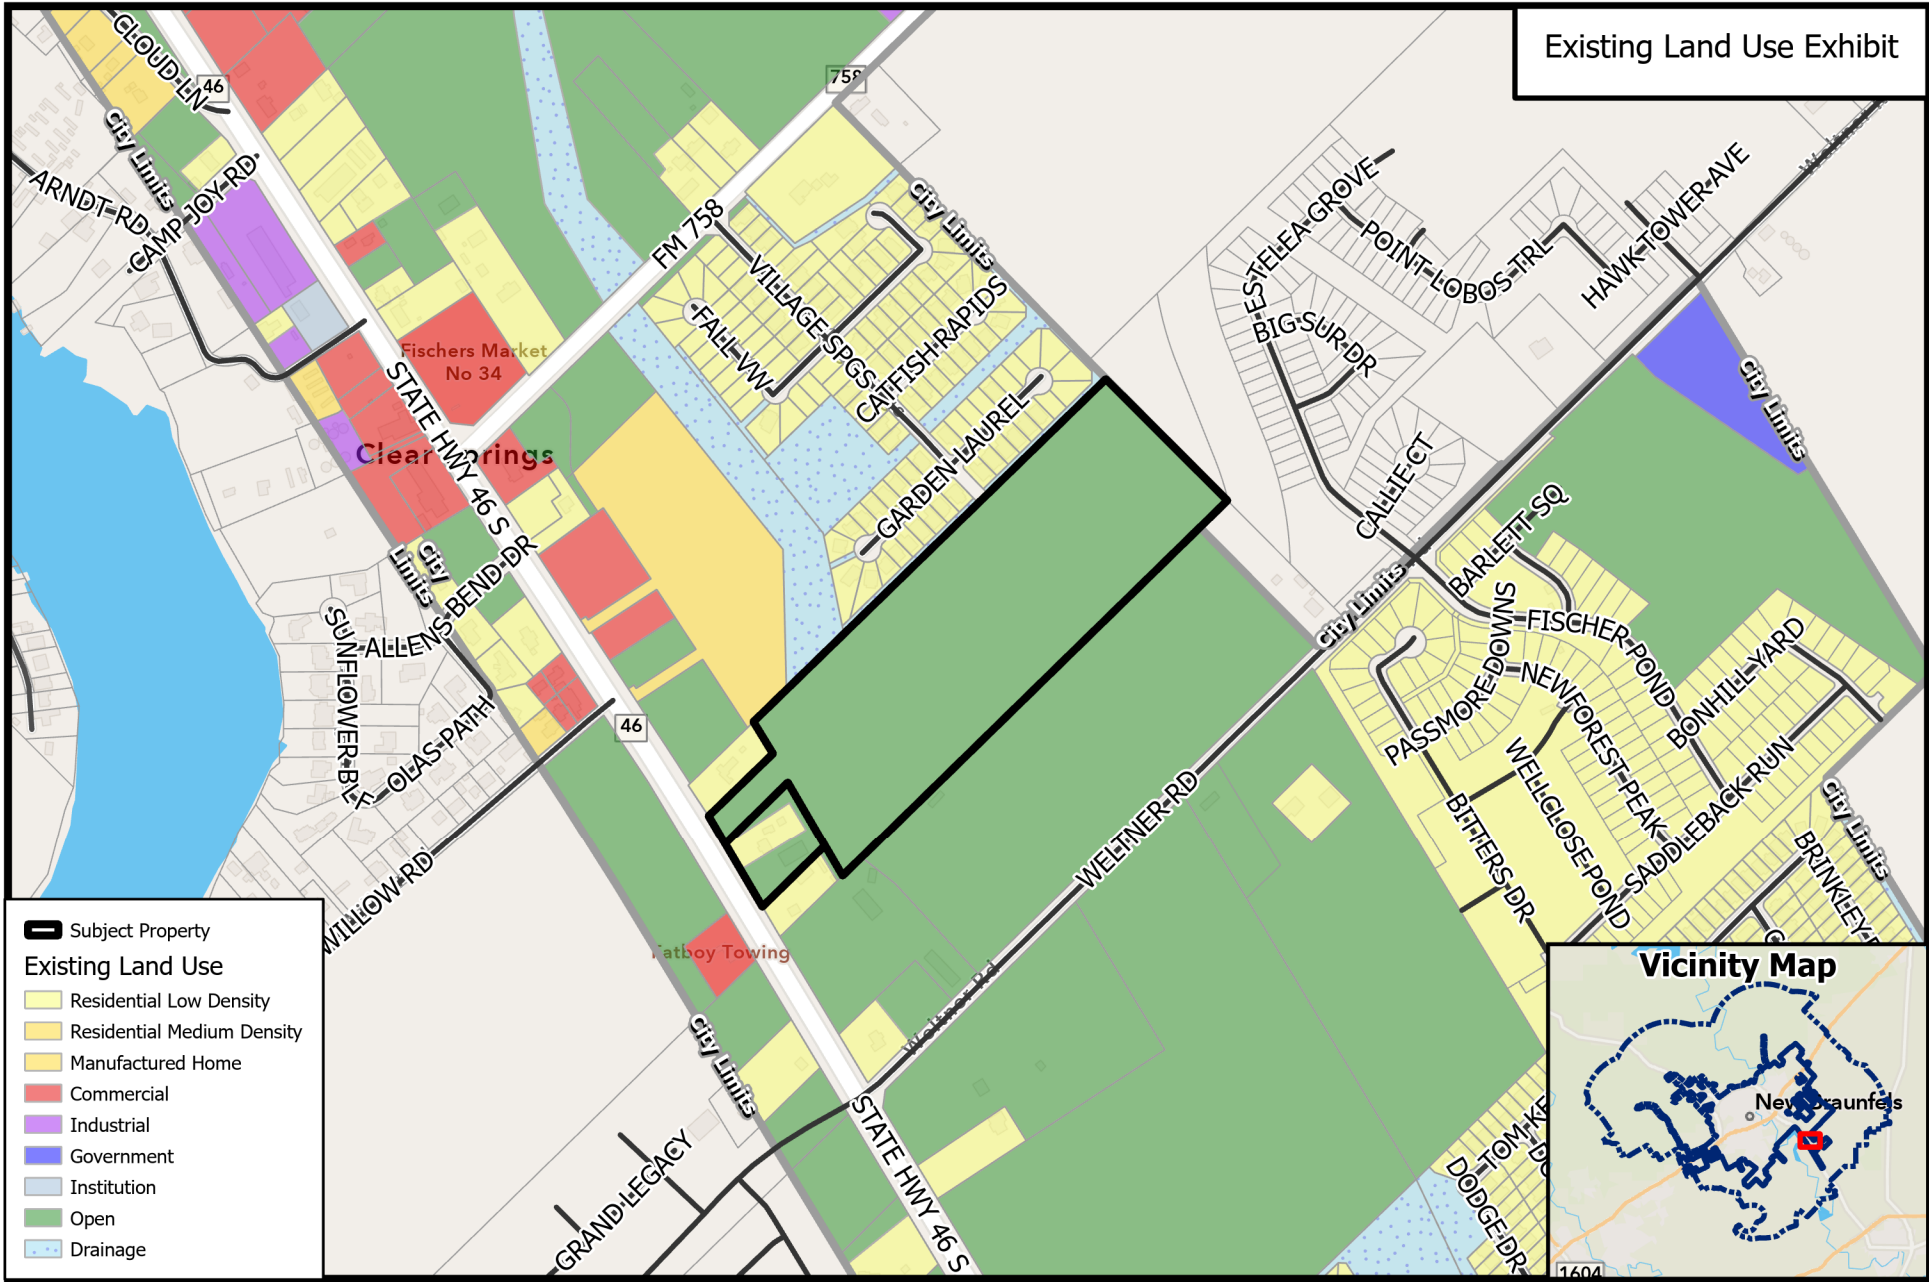 Existing Land Use Exhibit
CLOUD LN
46
758
City Limits
ARNDT RD
CAMP JOY RD
FM 758
City Limits
ESTELEA GROVE
POINT LOBOS TRL
HAWK TOWER AVE
VILLAGE SPGS
FALL VW
CATFISH RAPIDS
BIG SUR DR
Fischers Market
No 34
STATE HWY 46 S
GARDEN LAUREL
CALLIE CT
City Limits
City
Limits
ALLENS BEND DR
SUNFLOWER BLF
OLAS PATH
46
WILLOW RD
City Limits
BARLETT SQ
FISCHER POND
PASSMORE DOWNS
NEWFOREST PEAK
BONHILL YARD
WELLCLOSE POND
BITTERS DR
SADDLEBACK RUN
City Limits
WELTNER RD
Weltner Rd
Fatboy Towing
City Limits
STATE HWY 46 S
GRAND LEGACY
DODGE DR
Subject Property
Existing Land Use
Residential Low Density
Residential Medium Density
Manufactured Home
Commercial
Industrial
Government
Institution
Open
Drainage
Vicinity Map
New Braunfels
1604